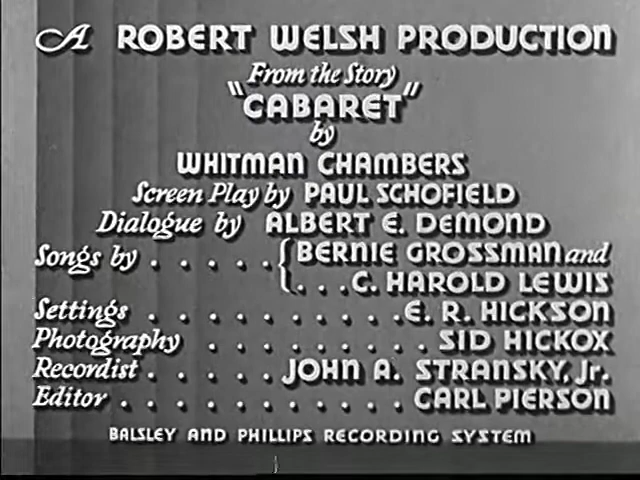 A ROBERT WELSH PRODUCTION
From the Story
"CABARET"
by
WHITMAN CHAMBERS
Screen Play by PAUL SCHOFIELD
Dialogue by ALBERT E. DEMOND
Songs by . . . . . { BERNIE GROSSMAN and
. . . C. HAROLD LEWIS
Settings . . . . . . . . . . E. R. HICKSON
Photography . . . . . . . . SID HICKOX
Recordist . . . . . JOHN A. STRANSKY, Jr.
Editor . . . . . . . . . . . CARL PIERSON
BALSLEY AND PHILLIPS RECORDING SYSTEM